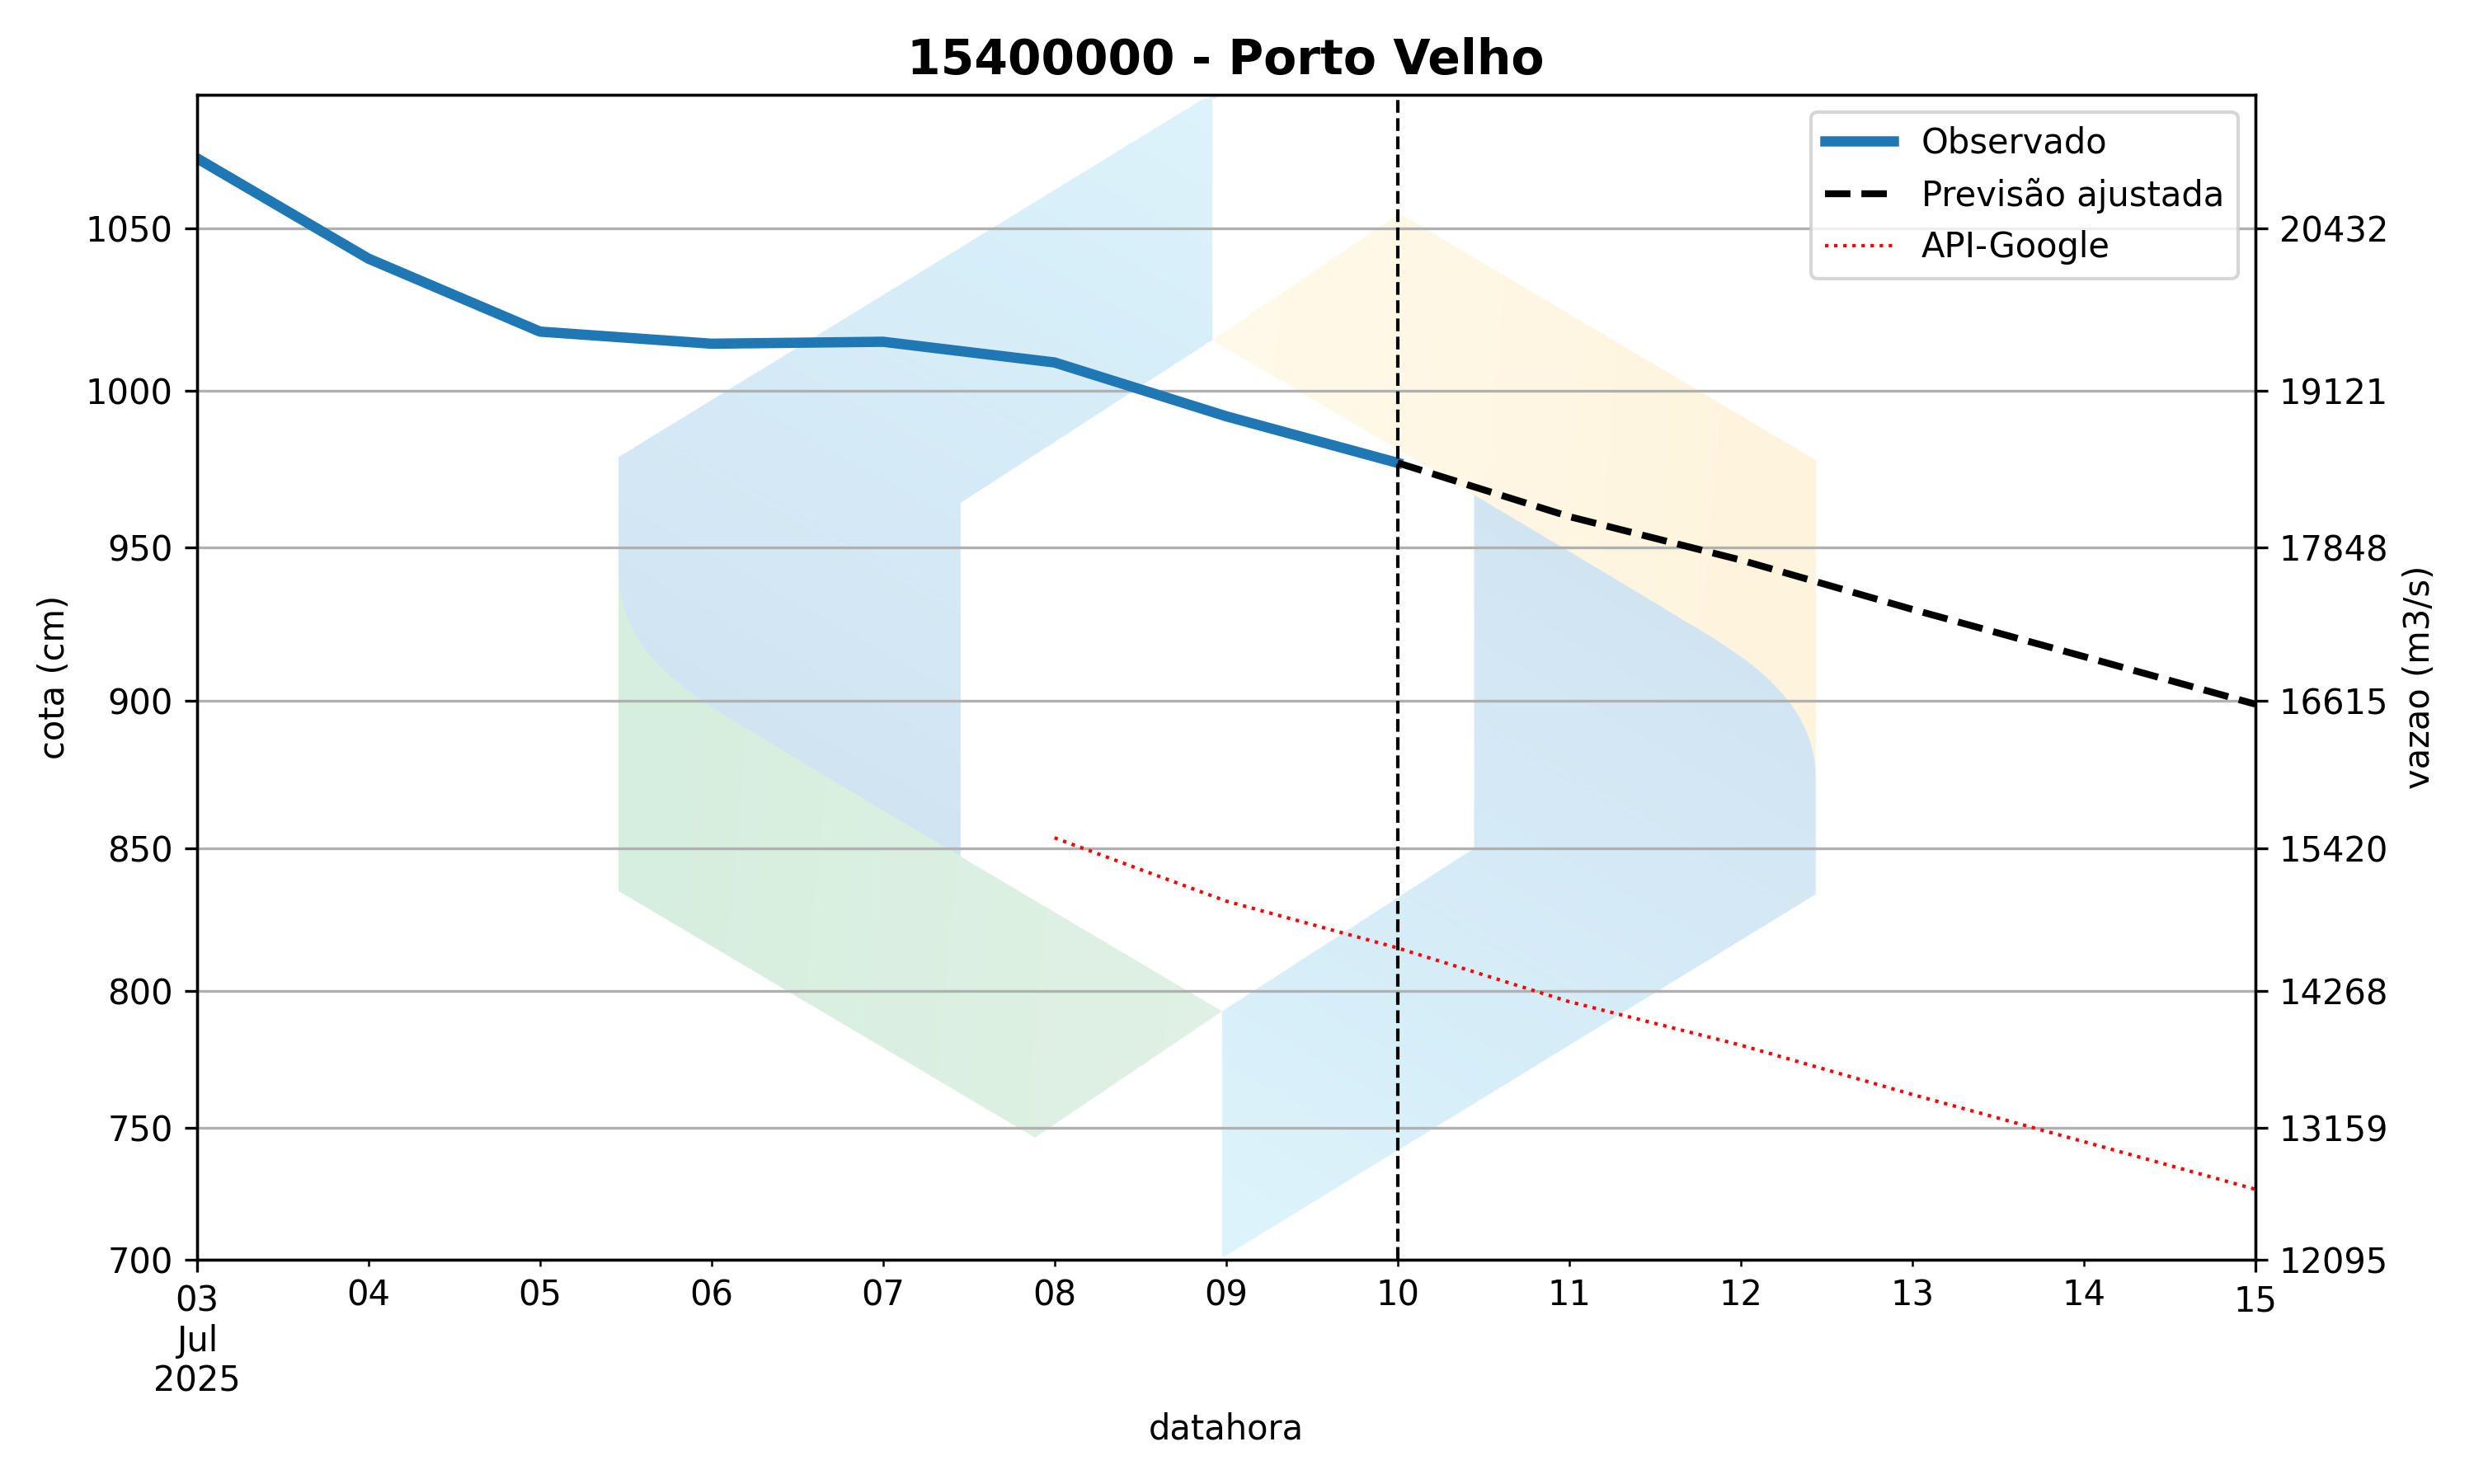 15400000 - Porto Velho
Observado
Previsão ajustada
API-Google
1050
1000
950
900
850
800
750
700
cota (cm)
20432
19121
17848
16615
15420
14268
13159
12095
vazao (m3/s)
03 04 05 06 07 08 09 10 11 12 13 14 15
Jul
2025
datahora